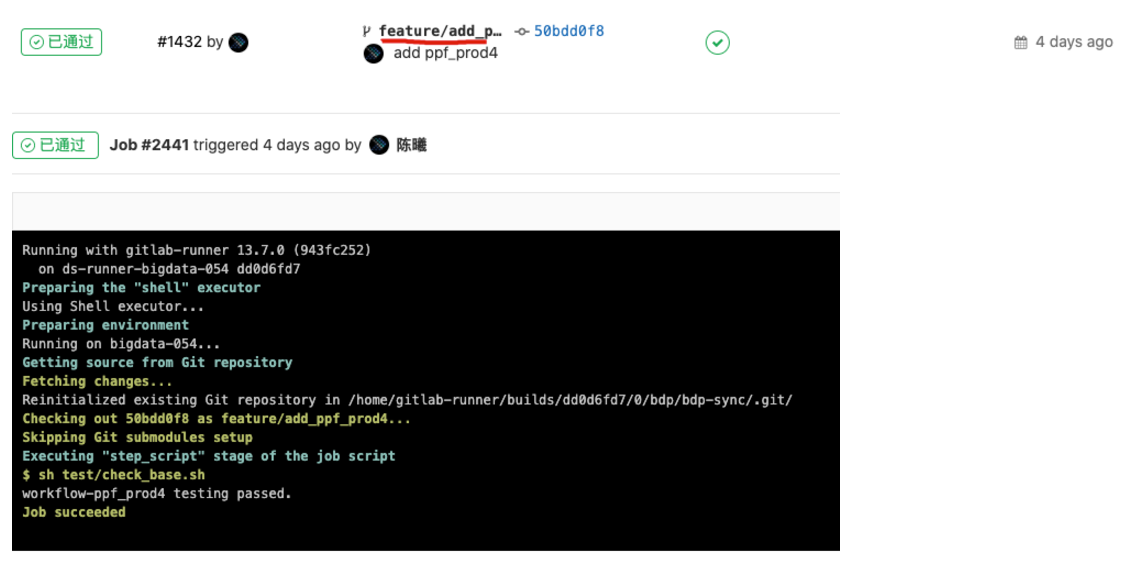 已通过 #1432 by feature/add_p... 50bdd0f8 4 days ago
add ppf_prod4
已通过 Job #2441 triggered 4 days ago by 陈曦
Running with gitlab-runner 13.7.0 (943fc252)
on ds-runner-bigdata-054 dd0d6fd7
Preparing the "shell" executor
Using Shell executor...
Preparing environment
Running on bigdata-054...
Getting source from Git repository
Fetching changes...
Reinitialized existing Git repository in /home/gitlab-runner/builds/dd0d6fd7/0/bdp/bdp-sync/.git/
Checking out 50bdd0f8 as feature/add_ppf_prod4...
Skipping Git submodules setup
Executing "step_script" stage of the job script
$ sh test/check_base.sh
workflow-ppf_prod4 testing passed.
Job succeeded